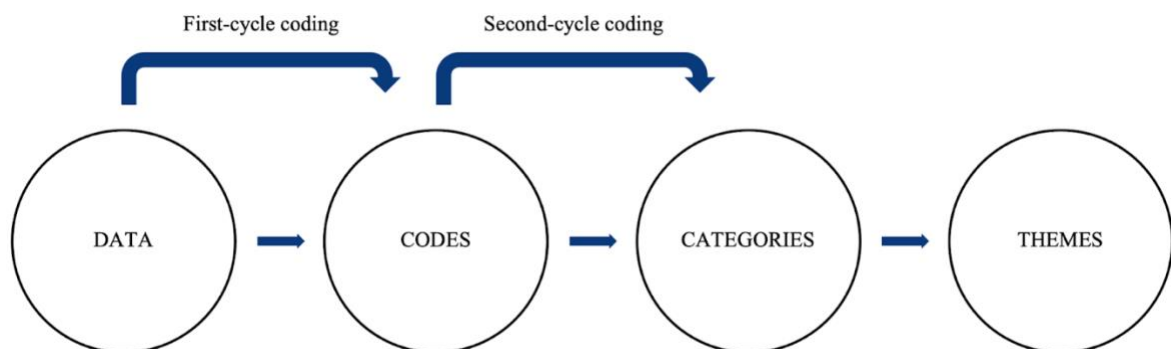 First-cycle coding
Second-cycle coding
DATA
CODES
CATEGORIES
THEMES